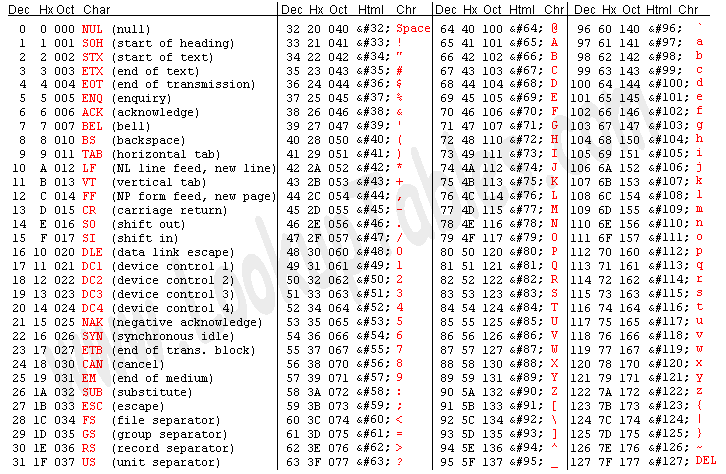 Dec Hx Oct Char Dec Hx Oct Html Chr Dec Hx Oct Html Chr Dec Hx Oct Html Chr
0 0 000 NUL (null) 32 20 040 &#32; Space 64 40 100 &#64; @ 96 60 140 &#96; `
1 1 001 SOH (start of heading) 33 21 041 &#33; ! 65 41 101 &#65; A 97 61 141 &#97; a
2 2 002 STX (start of text) 34 22 042 &#34; " 66 42 102 &#66; B 98 62 142 &#98; b
3 3 003 ETX (end of text) 35 23 043 &#35; # 67 43 103 &#67; C 99 63 143 &#99; c
4 4 004 EOT (end of transmission) 36 24 044 &#36; $ 68 44 104 &#68; D 100 64 144 &#100; d
5 5 005 ENQ (enquiry) 37 25 045 &#37; % 69 45 105 &#69; E 101 65 145 &#101; e
6 6 006 ACK (acknowledge) 38 26 046 &#38; & 70 46 106 &#70; F 102 66 146 &#102; f
7 7 007 BEL (bell) 39 27 047 &#39; ' 71 47 107 &#71; G 103 67 147 &#103; g
8 8 010 BS (backspace) 40 28 050 &#40; ( 72 48 110 &#72; H 104 68 150 &#104; h
9 9 011 TAB (horizontal tab) 41 29 051 &#41; ) 73 49 111 &#73; I 105 69 151 &#105; i
10 A 012 LF (NL line feed, new line) 42 2A 052 &#42; * 74 4A 112 &#74; J 106 6A 152 &#106; j
11 B 013 VT (vertical tab) 43 2B 053 &#43; + 75 4B 113 &#75; K 107 6B 153 &#107; k
12 C 014 FF (NP form feed, new page) 44 2C 054 &#44; , 76 4C 114 &#76; L 108 6C 154 &#108; l
13 D 015 CR (carriage return) 45 2D 055 &#45; - 77 4D 115 &#77; M 109 6D 155 &#109; m
14 E 016 SO (shift out) 46 2E 056 &#46; . 78 4E 116 &#78; N 110 6E 156 &#110; n
15 F 017 SI (shift in) 47 2F 057 &#47; / 79 4F 117 &#79; O 111 6F 157 &#111; o
16 10 020 DLE (data link escape) 48 30 060 &#48; 0 80 50 120 &#80; P 112 70 160 &#112; p
17 11 021 DC1 (device control 1) 49 31 061 &#49; 1 81 51 121 &#81; Q 113 71 161 &#113; q
18 12 022 DC2 (device control 2) 50 32 062 &#50; 2 82 52 122 &#82; R 114 72 162 &#114; r
19 13 023 DC3 (device control 3) 51 33 063 &#51; 3 83 53 123 &#83; S 115 73 163 &#115; s
20 14 024 DC4 (device control 4) 52 34 064 &#52; 4 84 54 124 &#84; T 116 74 164 &#116; t
21 15 025 NAK (negative acknowledge) 53 35 065 &#53; 5 85 55 125 &#85; U 117 75 165 &#117; u
22 16 026 SYN (synchronous idle) 54 36 066 &#54; 6 86 56 126 &#86; V 118 76 166 &#118; v
23 17 027 ETB (end of trans. block) 55 37 067 &#55; 7 87 57 127 &#87; W 119 77 167 &#119; w
24 18 030 CAN (cancel) 56 38 070 &#56; 8 88 58 130 &#88; X 120 78 170 &#120; x
25 19 031 EM (end of medium) 57 39 071 &#57; 9 89 59 131 &#89; Y 121 79 171 &#121; y
26 1A 032 SUB (substitute) 58 3A 072 &#58; : 90 5A 132 &#90; Z 122 7A 172 &#122; z
27 1B 033 ESC (escape) 59 3B 073 &#59; ; 91 5B 133 &#91; [ 123 7B 173 &#123; {
28 1C 034 FS (file separator) 60 3C 074 &#60; < 92 5C 134 &#92; \ 124 7C 174 &#124; |
29 1D 035 GS (group separator) 61 3D 075 &#61; = 93 5D 135 &#93; ] 125 7D 175 &#125; }
30 1E 036 RS (record separator) 62 3E 076 &#62; > 94 5E 136 &#94; ^ 126 7E 176 &#126; ~
31 1F 037 US (unit separator) 63 3F 077 &#63; ? 95 5F 137 &#95; _ 127 7F 177 &#127; DEL
www.LookupTables.com